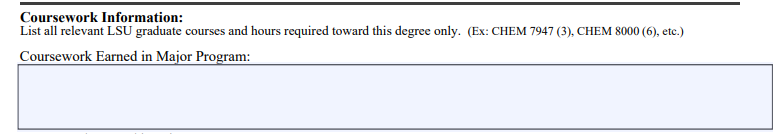 Coursework Information:
List all relevant LSU graduate courses and hours required toward this degree only. (Ex: CHEM 7947 (3), CHEM 8000 (6), etc.)
Coursework Earned in Major Program: